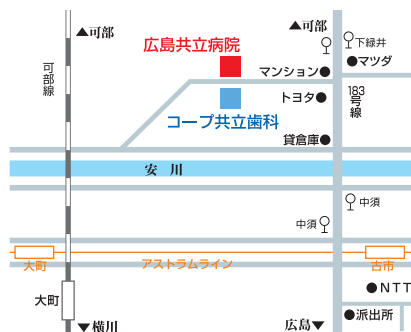 ▲可部
広島共立病院
▲可部
下緑井
●マツダ
可部線
マンション●
トヨタ●
183号線
コープ共立歯科
貸倉庫●
安川
中須
中須
アストラムライン
大町
古市
●NTT
大町
●派出所
▼横川
広島▼